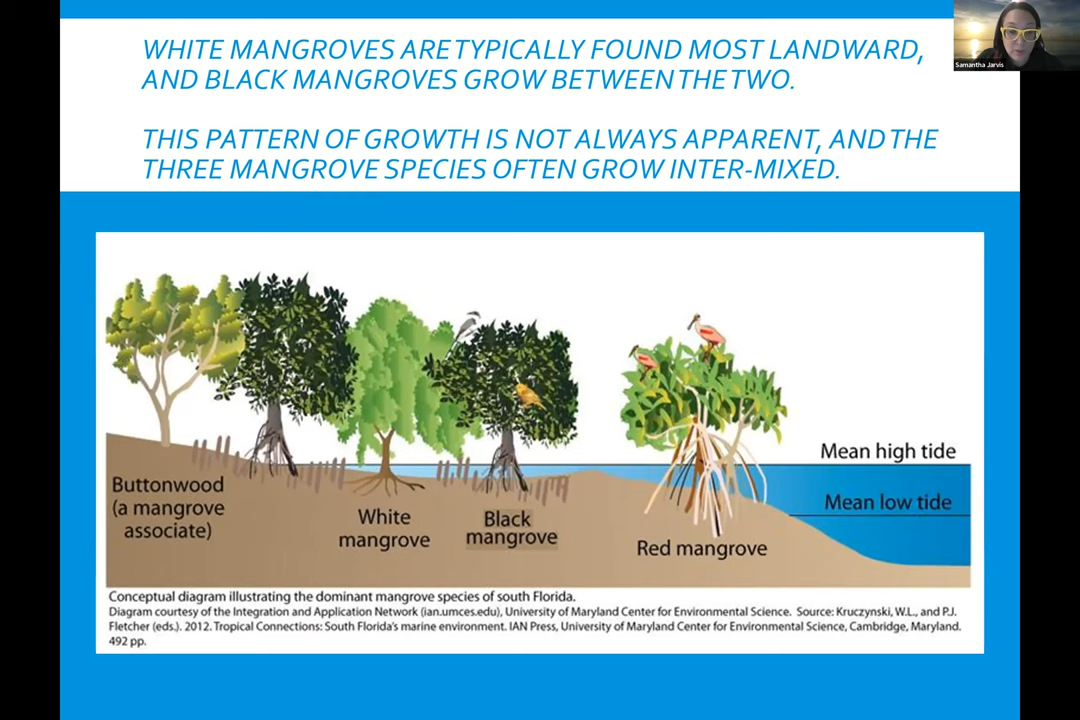 WHITE MANGROVES ARE TYPICALLY FOUND MOST LANDWARD,
AND BLACK MANGROVES GROW BETWEEN THE TWO.
THIS PATTERN OF GROWTH IS NOT ALWAYS APPARENT, AND THE
THREE MANGROVE SPECIES OFTEN GROW INTER-MIXED.
Samantha Jarvis
Mean high tide
Mean low tide
Buttonwood
(a mangrove
associate)
White
mangrove
Black
mangrove
Red mangrove
Conceptual diagram illustrating the dominant mangrove species of south Florida.
Diagram courtesy of the Integration and Application Network (ian.umces.edu), University of Maryland Center for Environmental Science. Source: Kruczynski, W.L., and P.J.
Fletcher (eds.). 2012. Tropical Connections: South Florida's marine environment. IAN Press, University of Maryland Center for Environmental Science, Cambridge, Maryland.
492 pp.